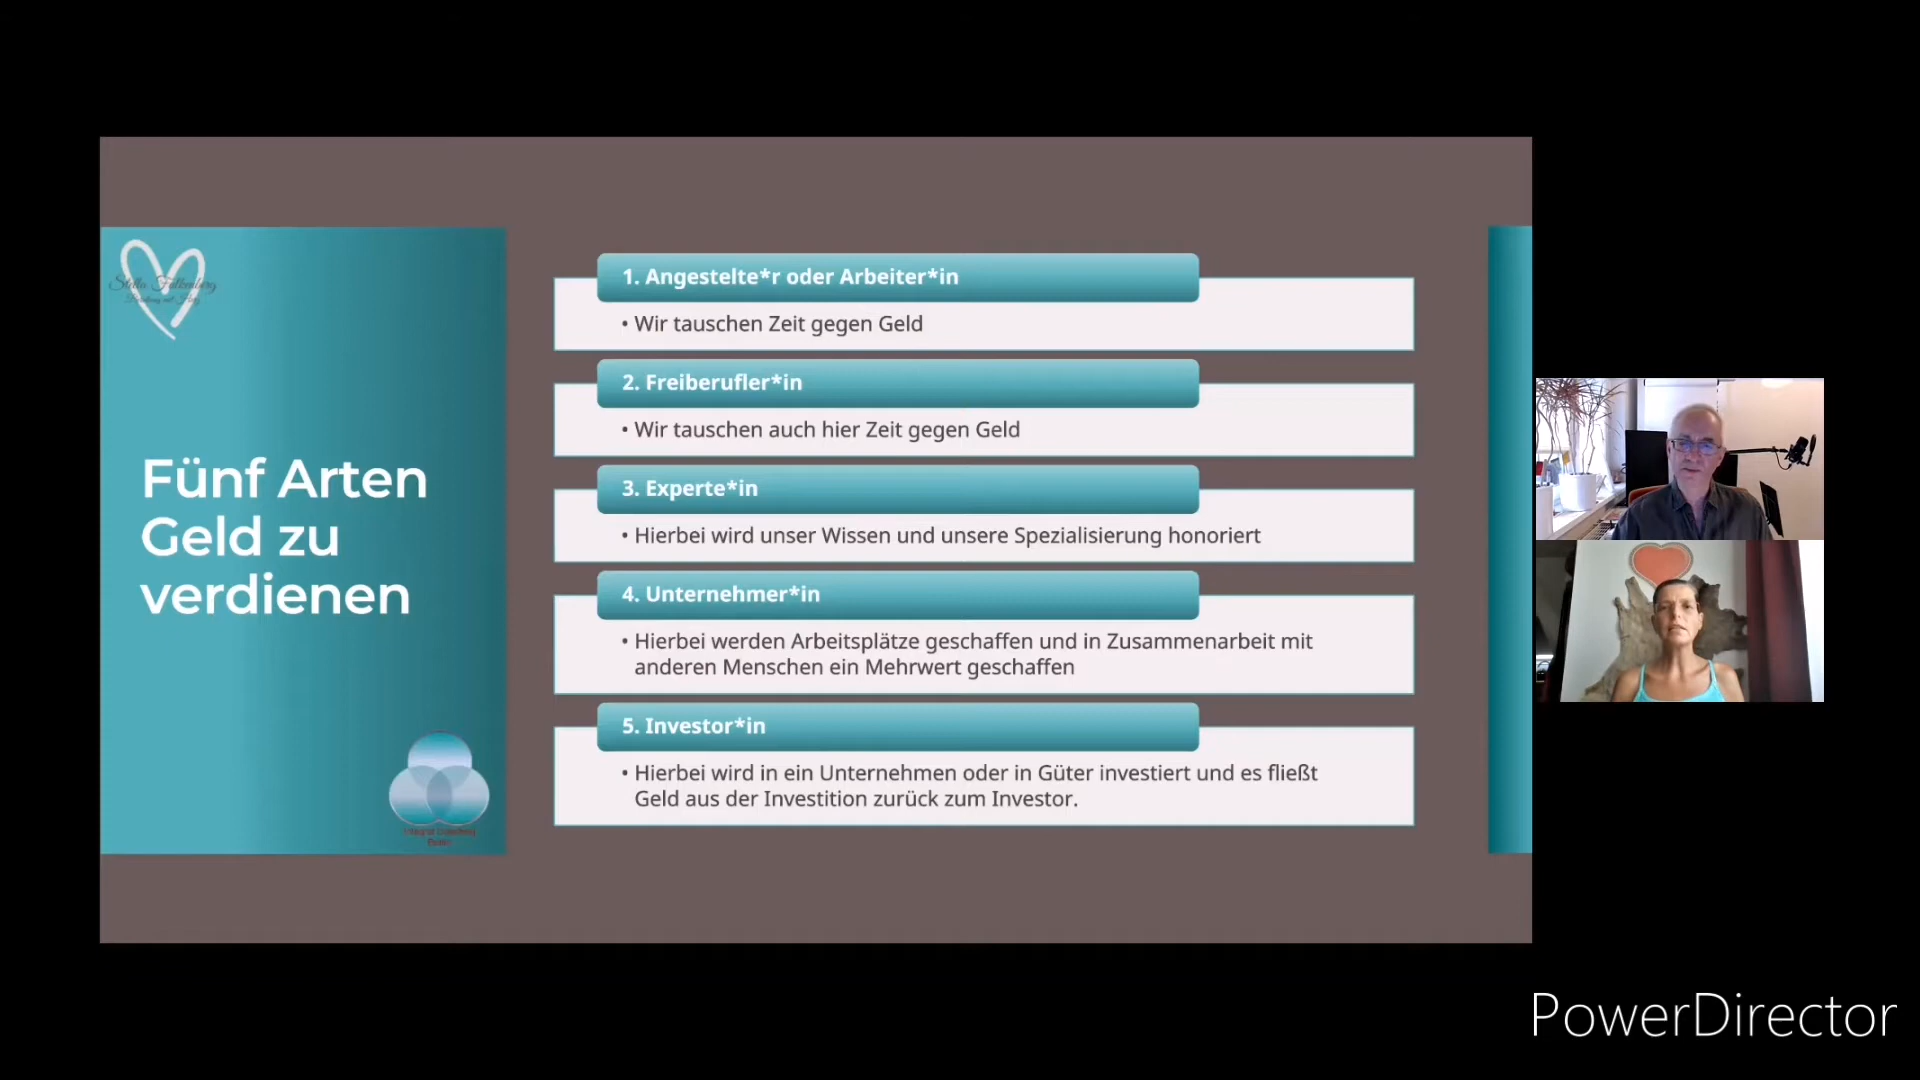 Stella Falkenberg
Fünf Arten
Geld zu
verdienen
1. Angestelte*r oder Arbeiter*in
• Wir tauschen Zeit gegen Geld
2. Freiberufler*in
• Wir tauschen auch hier Zeit gegen Geld
3. Experte*in
• Hierbei wird unser Wissen und unsere Spezialisierung honoriert
4. Unternehmer*in
• Hierbei werden Arbeitsplätze geschaffen und in Zusammenarbeit mit
anderen Menschen ein Mehrwert geschaffen
5. Investor*in
• Hierbei wird in ein Unternehmen oder in Güter investiert und es fließt
Geld aus der Investition zurück zum Investor.
PowerDirector